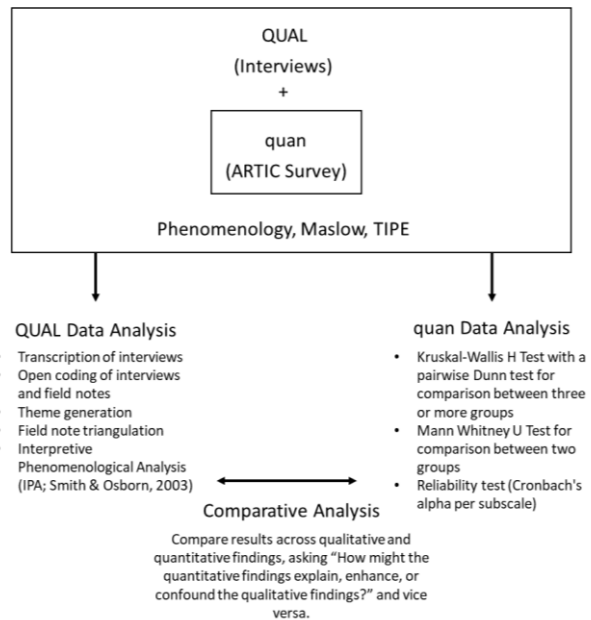 QUAL
(Interviews)
+
quan
(ARTIC Survey)
Phenomenology, Maslow, TIPE
QUAL Data Analysis
Transcription of interviews
Open coding of interviews
and field notes
Theme generation
Field note triangulation
Interpretive
Phenomenological Analysis
(IPA; Smith & Osborn, 2003)
quan Data Analysis
• Kruskal-Wallis H Test with a
pairwise Dunn test for
comparison between three
or more groups
• Mann Whitney U Test for
comparison between two
groups
• Reliability test (Cronbach's
alpha per subscale)
Comparative Analysis
Compare results across qualitative and
quantitative findings, asking “How might the
quantitative findings explain, enhance, or
confound the qualitative findings?” and vice
versa.